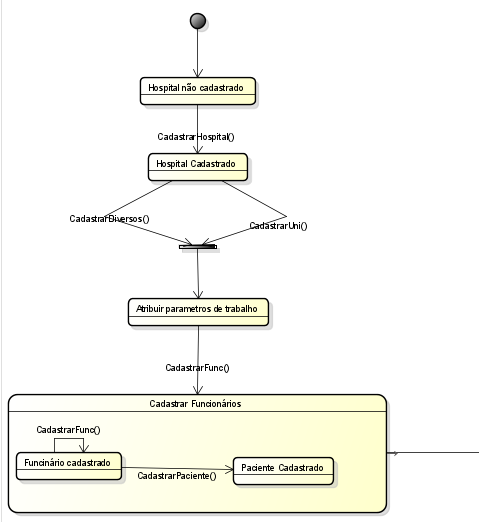 Hospital não cadastrado
CadastrarHospital()
Hospital Cadastrado
CadastrarDiversos()
CadastrarUni()
Atribuir parametros de trabalho
CadastrarFunc()
Cadastrar Funcionários
CadastrarFunc()
Funcinário cadastrado
Paciente Cadastrado
CadastrarPaciente()